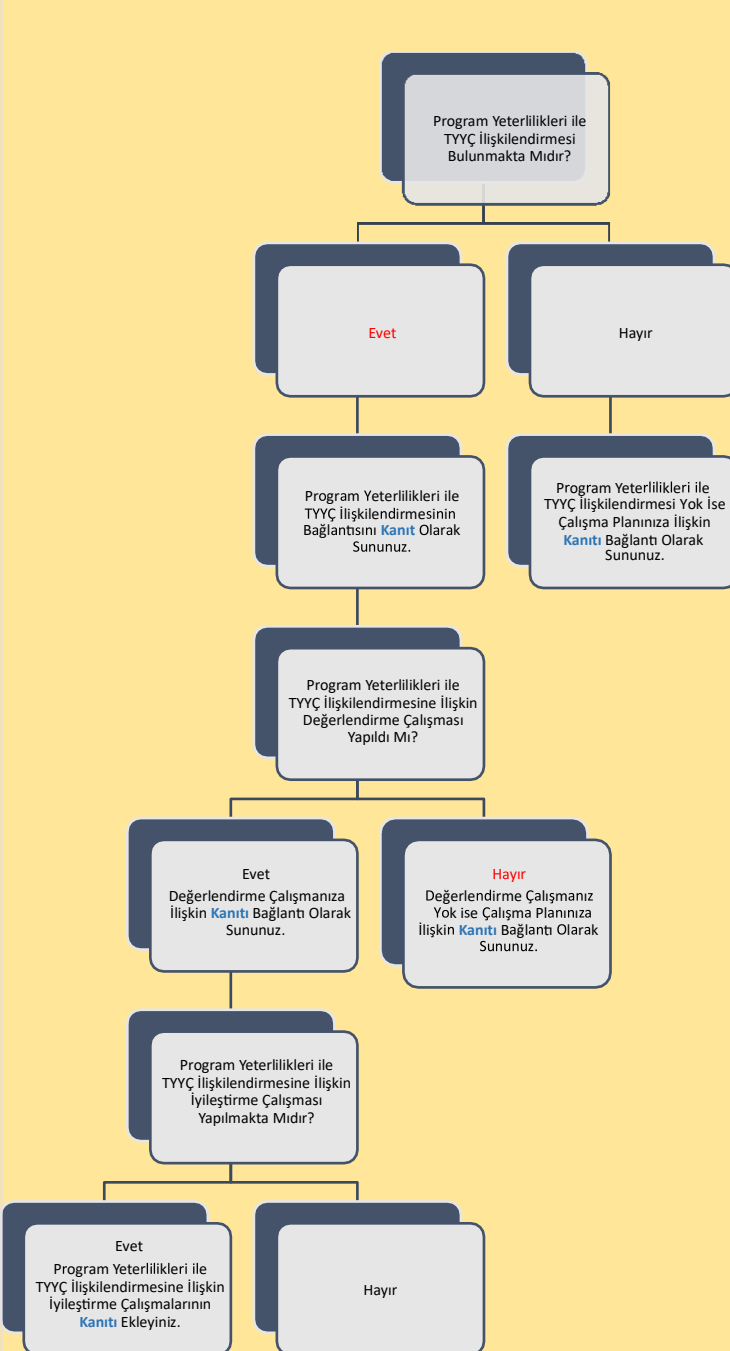 Program Yeterlilikleri ile
TYYÇ İlişkilendirmesi
Bulunmakta Mıdır?
Evet
Hayır
Program Yeterlilikleri ile
TYYÇ İlişkilendirmesinin
Bağlantısını Kanıt Olarak
Sununuz.
Program Yeterlilikleri ile
TYYÇ İlişkilendirmesi Yok İse
Çalışma Planınıza İlişkin
Kanıtı Bağlantı Olarak
Sununuz.
Program Yeterlilikleri ile
TYYÇ İlişkilendirmesine İlişkin
Değerlendirme Çalışması
Yapıldı Mı?
Evet
Değerlendirme Çalışmanıza
İlişkin Kanıtı Bağlantı Olarak
Sununuz.
Hayır
Değerlendirme Çalışmanız
Yok ise Çalışma Planınıza
İlişkin Kanıtı Bağlantı Olarak
Sununuz.
Program Yeterlilikleri ile
TYYÇ İlişkilendirmesine İlişkin
İyileştirme Çalışması
Yapılmakta Mıdır?
Evet
Program Yeterlilikleri ile
TYYÇ İlişkilendirmesine İlişkin
İyileştirme Çalışmalarının
Kanıtı Ekleyiniz.
Hayır